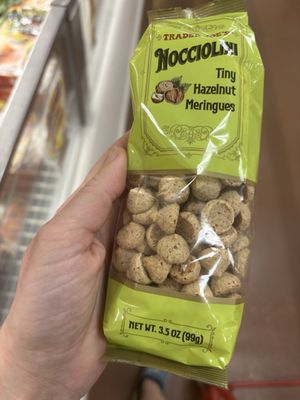 TRADER JOE'S
NOCCIOLINI
Tiny
Hazelnut
Meringues
NET WT. 3.5 OZ (99g)